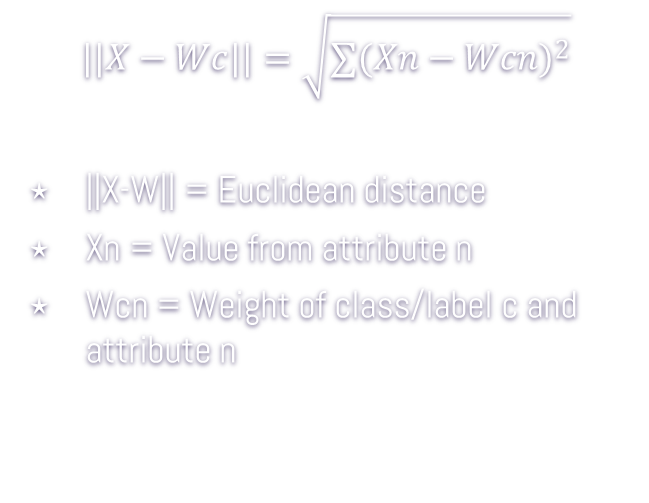 ||X − Wc|| = √∑(Xn − Wcn)²
★ ||X-W|| = Euclidean distance
★ Xn = Value from attribute n
★ Wcn = Weight of class/label c and
attribute n